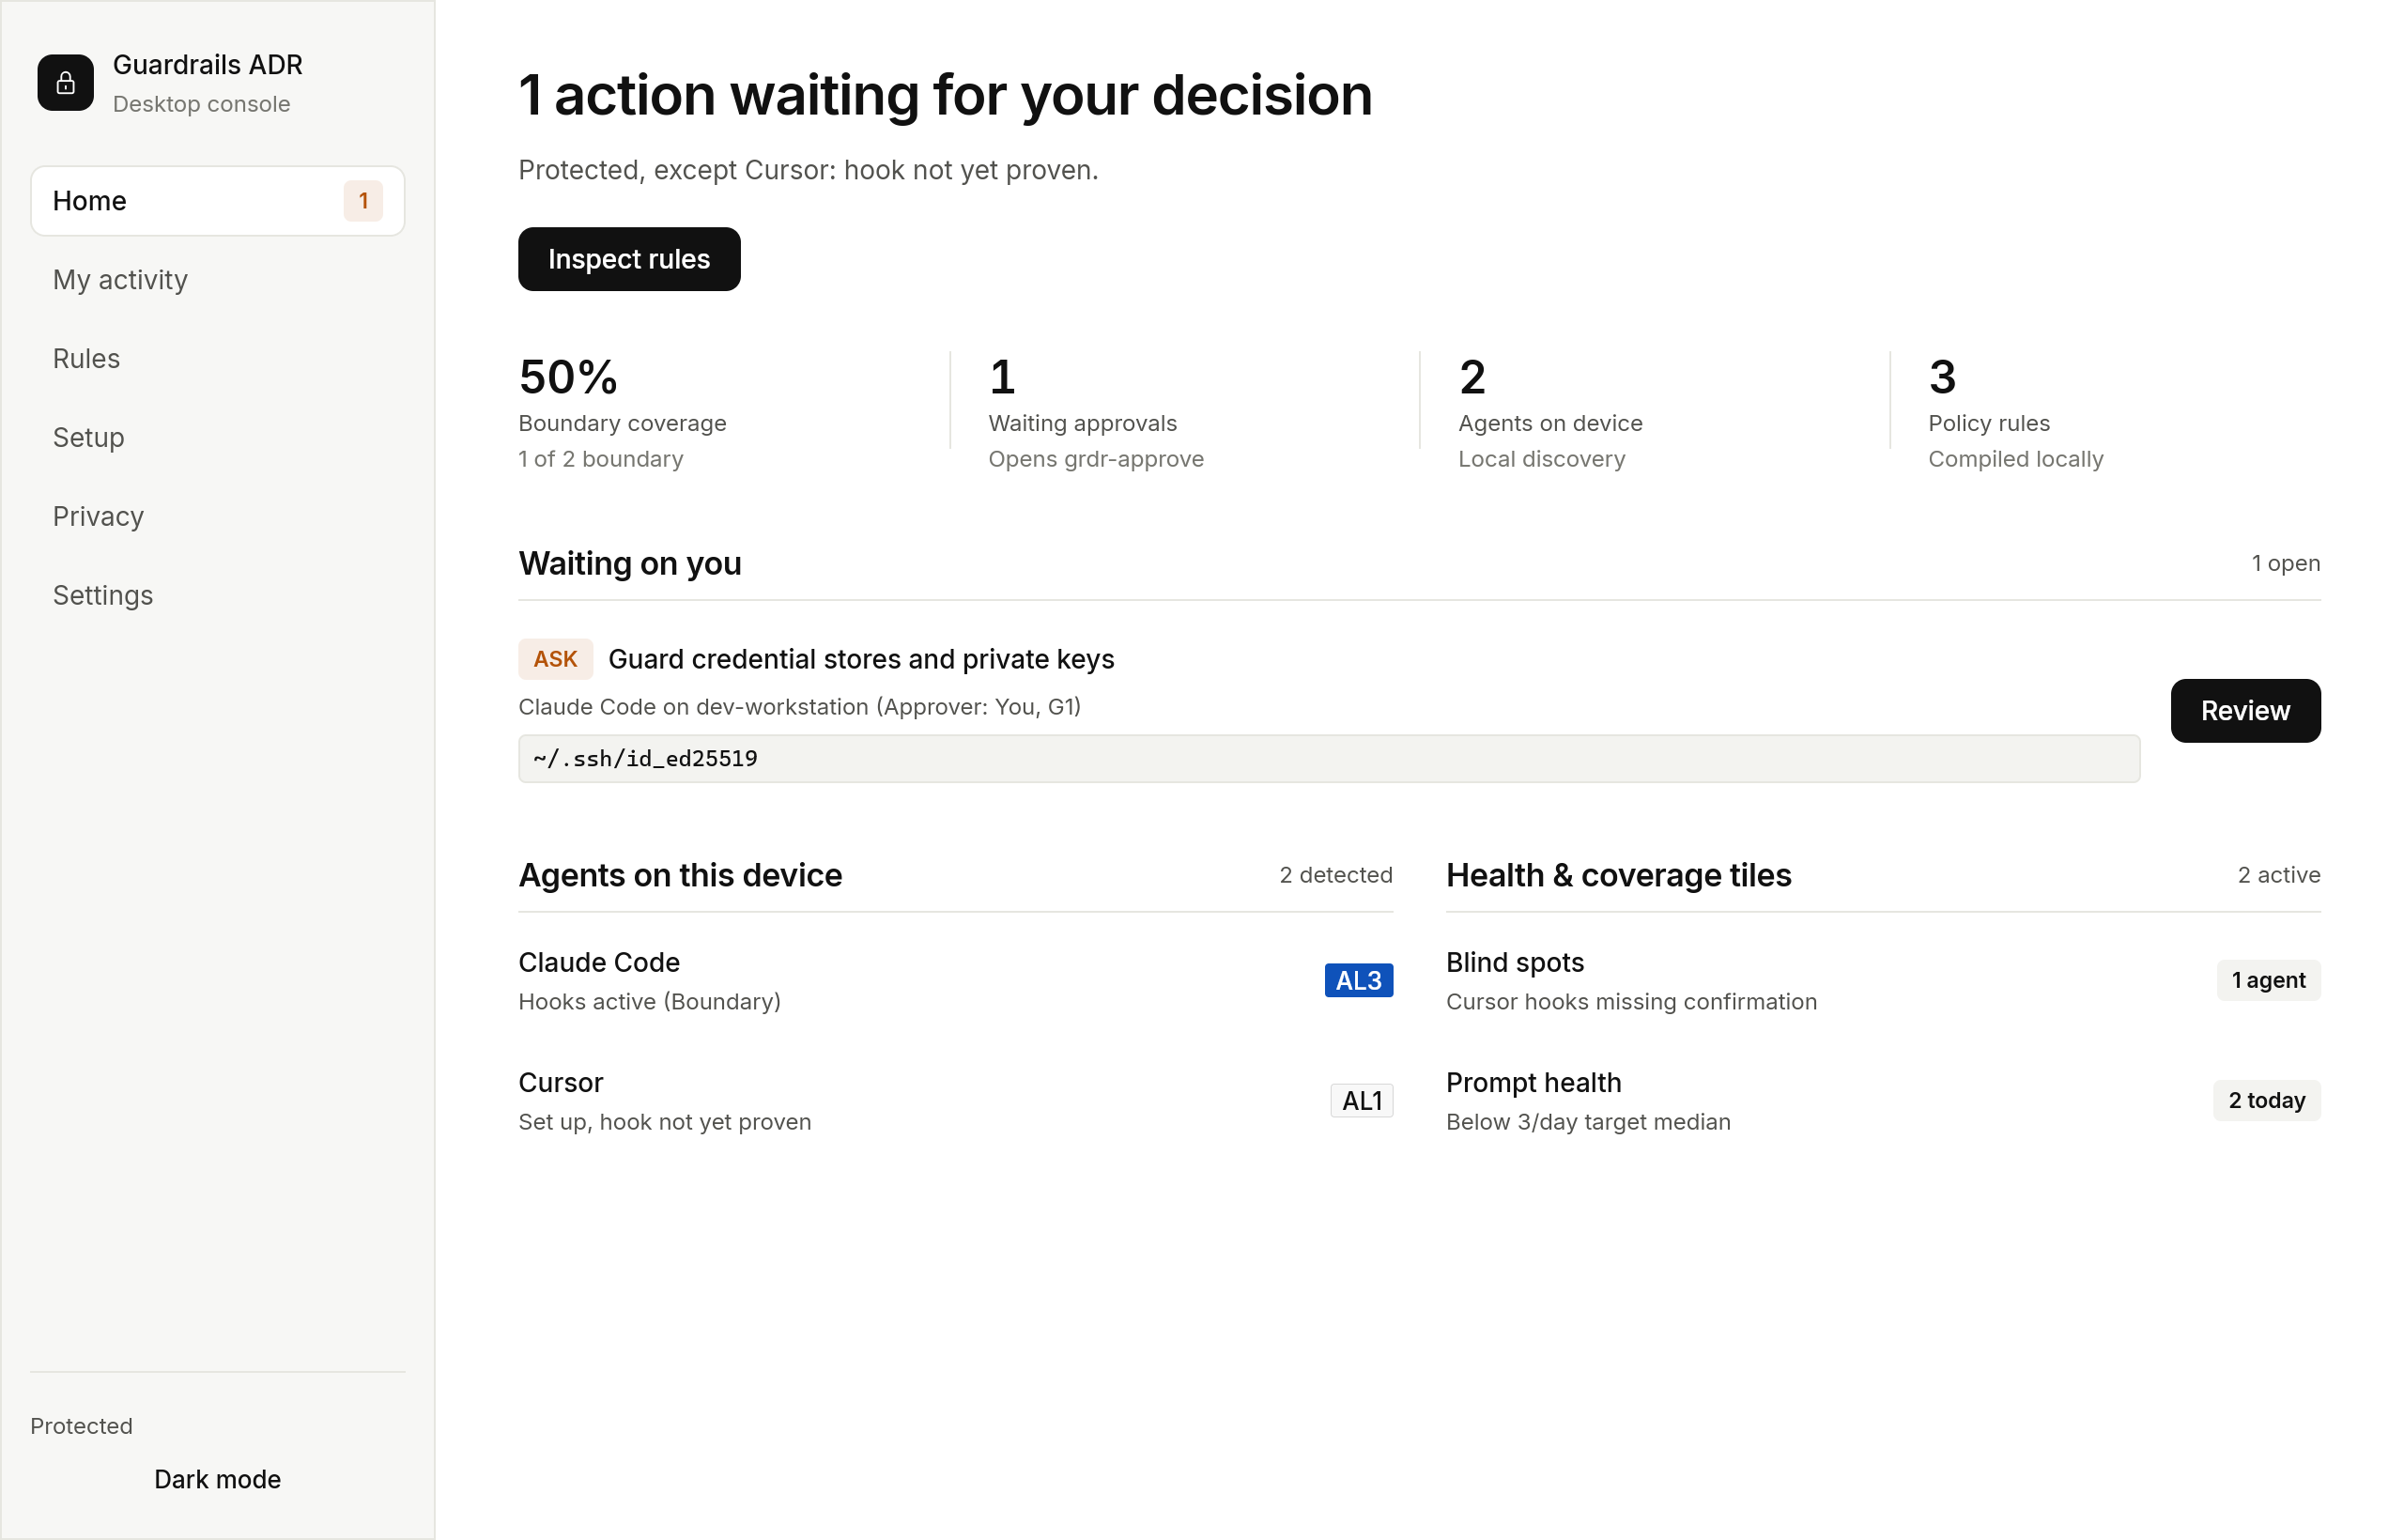 Guardrails ADR
Desktop console
Home 1
My activity
Rules
Setup
Privacy
Settings
Protected
Dark mode
1 action waiting for your decision
Protected, except Cursor: hook not yet proven.
Inspect rules
50%
Boundary coverage
1 of 2 boundary
1
Waiting approvals
Opens grdr-approve
2
Agents on device
Local discovery
3
Policy rules
Compiled locally
Waiting on you 1 open
ASK Guard credential stores and private keys
Claude Code on dev-workstation (Approver: You, G1)
~/.ssh/id_ed25519
Review
Agents on this device 2 detected
Claude Code
Hooks active (Boundary)
AL3
Cursor
Set up, hook not yet proven
AL1
Health & coverage tiles 2 active
Blind spots
Cursor hooks missing confirmation
1 agent
Prompt health
Below 3/day target median
2 today